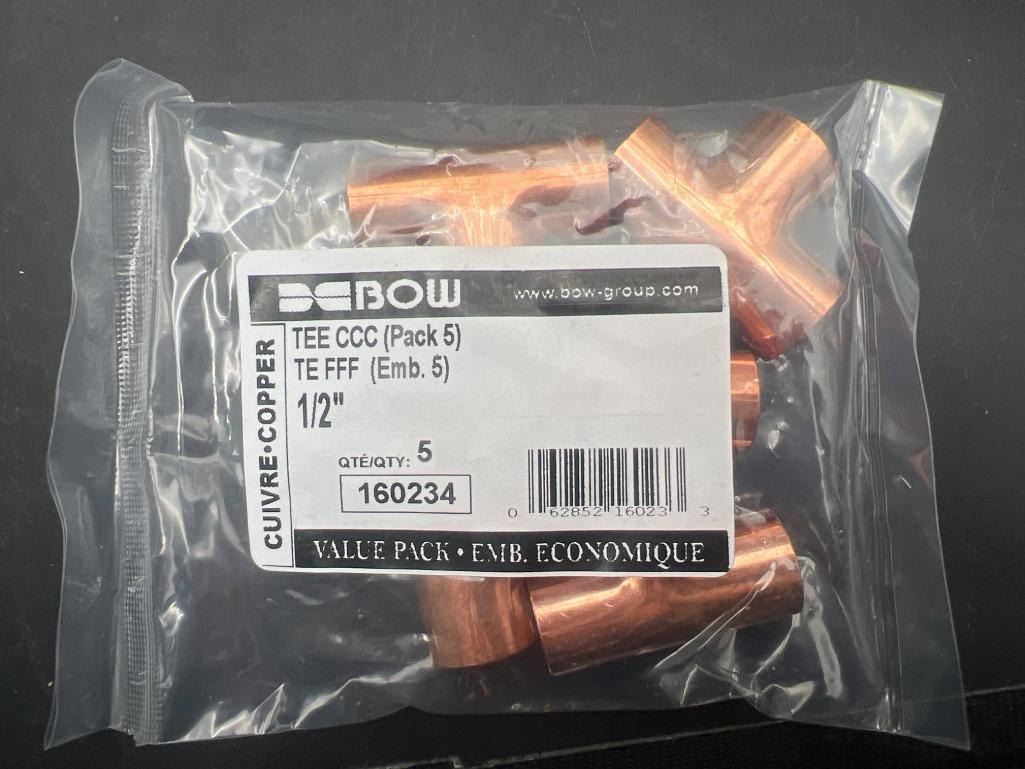 BOW www.bow-group.com
CUIVRE•COPPER
TEE CCC (Pack 5)
TE FFF (Emb. 5)
1/2"
QTÉ/QTY: 5
160234
0 62852 16023 3
VALUE PACK • EMB. ECONOMIQUE